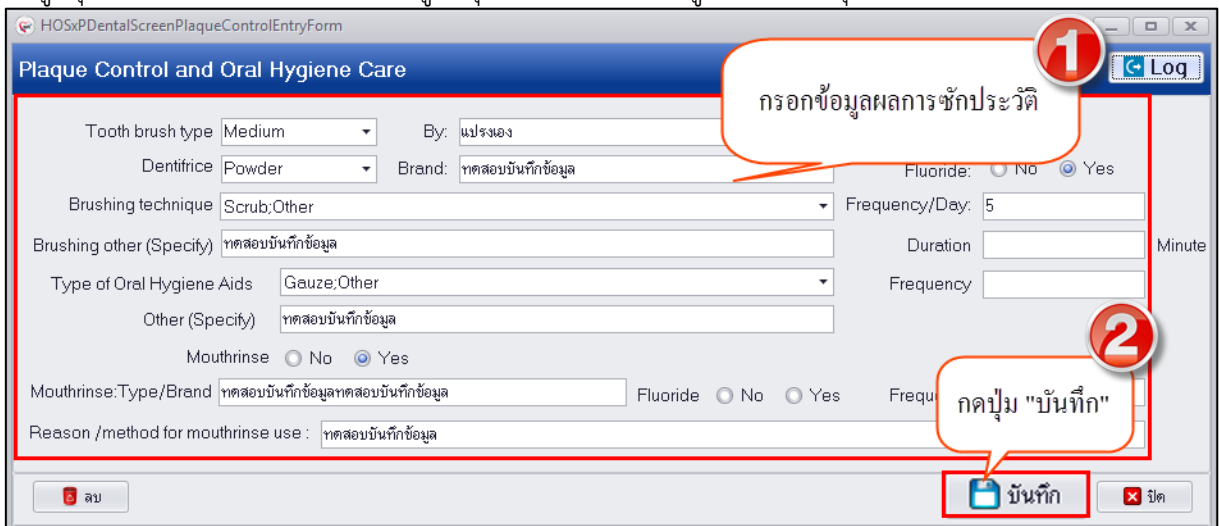 HOSxPDentalScreenPlaqueControlEntryForm
Plaque Control and Oral Hygiene Care
Log
1
กรอกข้อมูลผลการซักประวัติ
Tooth brush type Medium By: แปรงเอง
Dentifrice Powder Brand: ทดสอบบันทึกข้อมูล Fluoride: No Yes
Brushing technique Scrub;Other Frequency/Day: 5
Brushing other (Specify) ทดสอบบันทึกข้อมูล Duration Minute
Type of Oral Hygiene Aids Gauze;Other Frequency
Other (Specify) ทดสอบบันทึกข้อมูล
2
Mouthrinse No Yes
Mouthrinse:Type/Brand ทดสอบบันทึกข้อมูลทดสอบบันทึกข้อมูล Fluoride No Yes Frequ
กดปุ่ม "บันทึก"
Reason /method for mouthrinse use : ทดสอบบันทึกข้อมูล
ลบ บันทึก ปิด